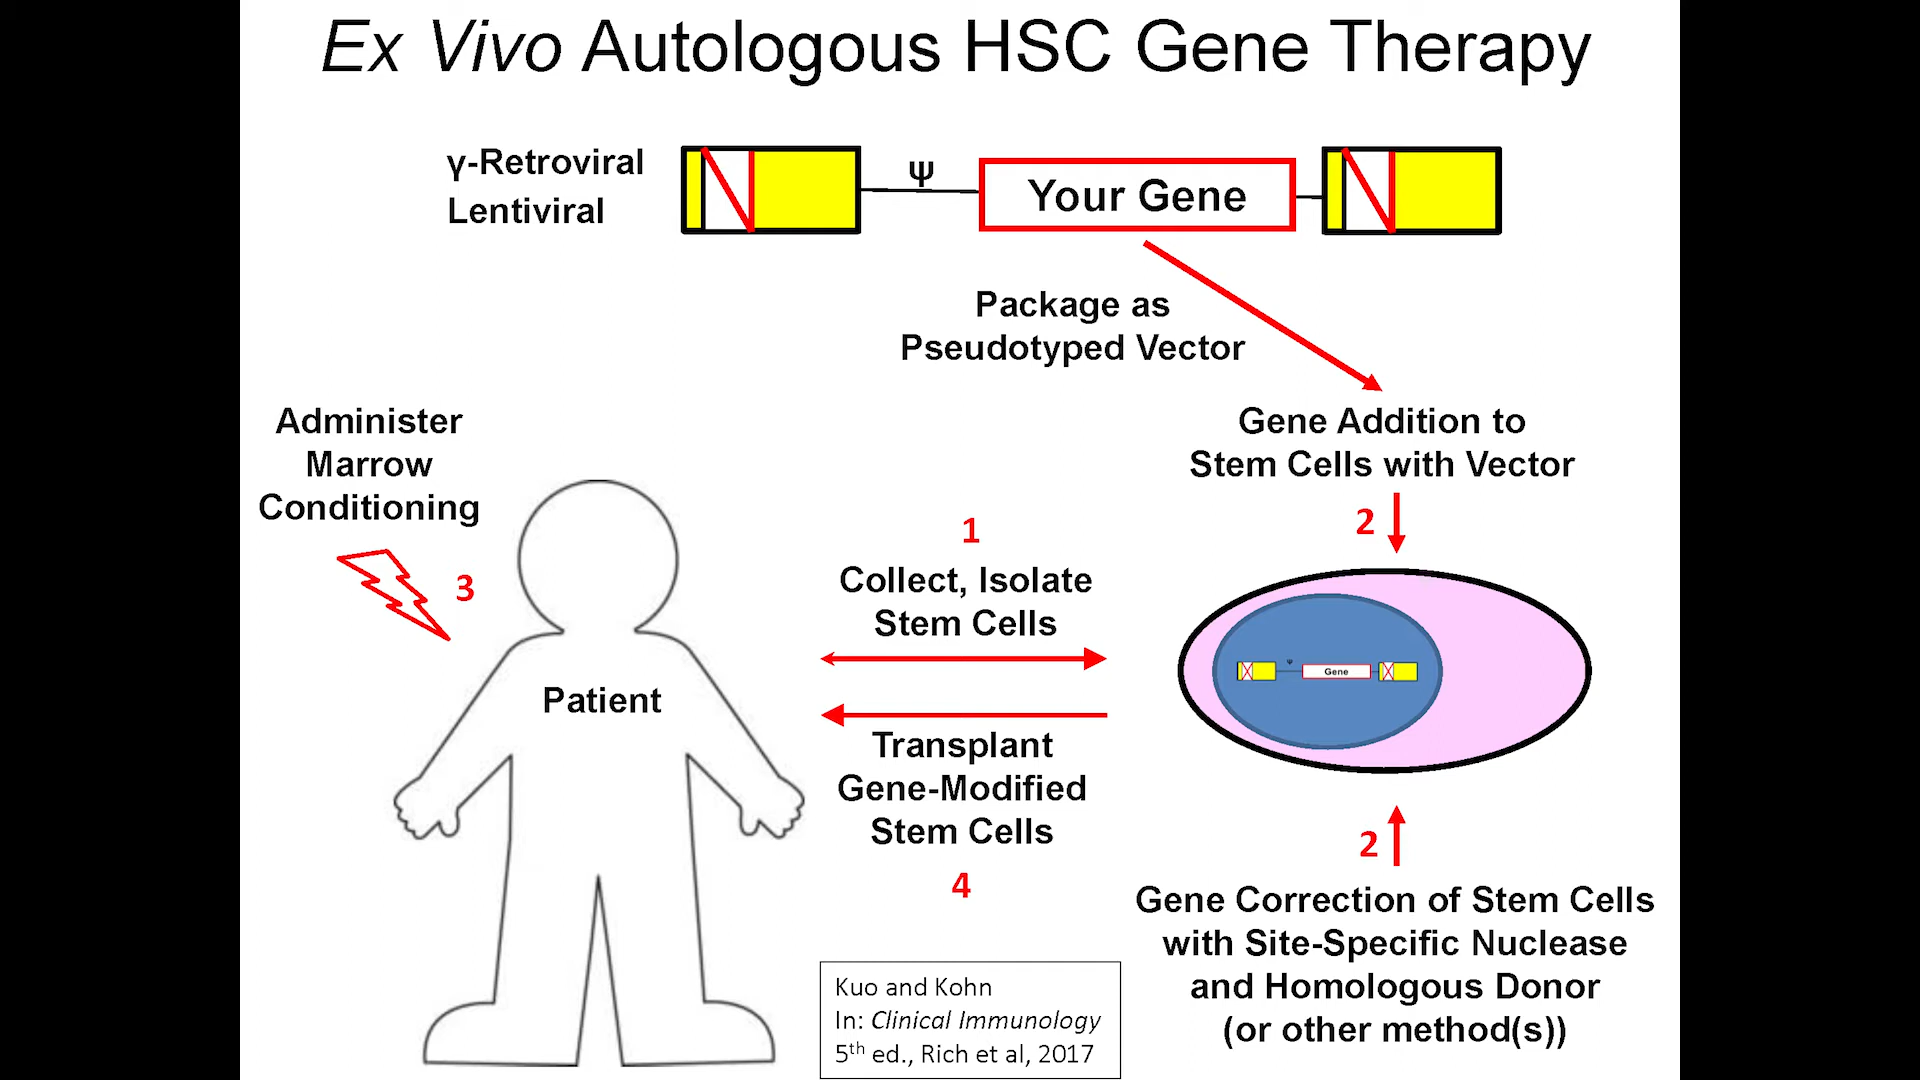 Ex Vivo Autologous HSC Gene Therapy
γ-Retroviral
Lentiviral
ψ
Your Gene
Package as
Pseudotyped Vector
Administer
Marrow
Conditioning
3
Gene Addition to
Stem Cells with Vector
2
1
Collect, Isolate
Stem Cells
ψ
Gene
Patient
Transplant
Gene-Modified
Stem Cells
4
2
Gene Correction of Stem Cells
with Site-Specific Nuclease
and Homologous Donor
(or other method(s))
Kuo and Kohn
In: Clinical Immunology
5th ed., Rich et al, 2017